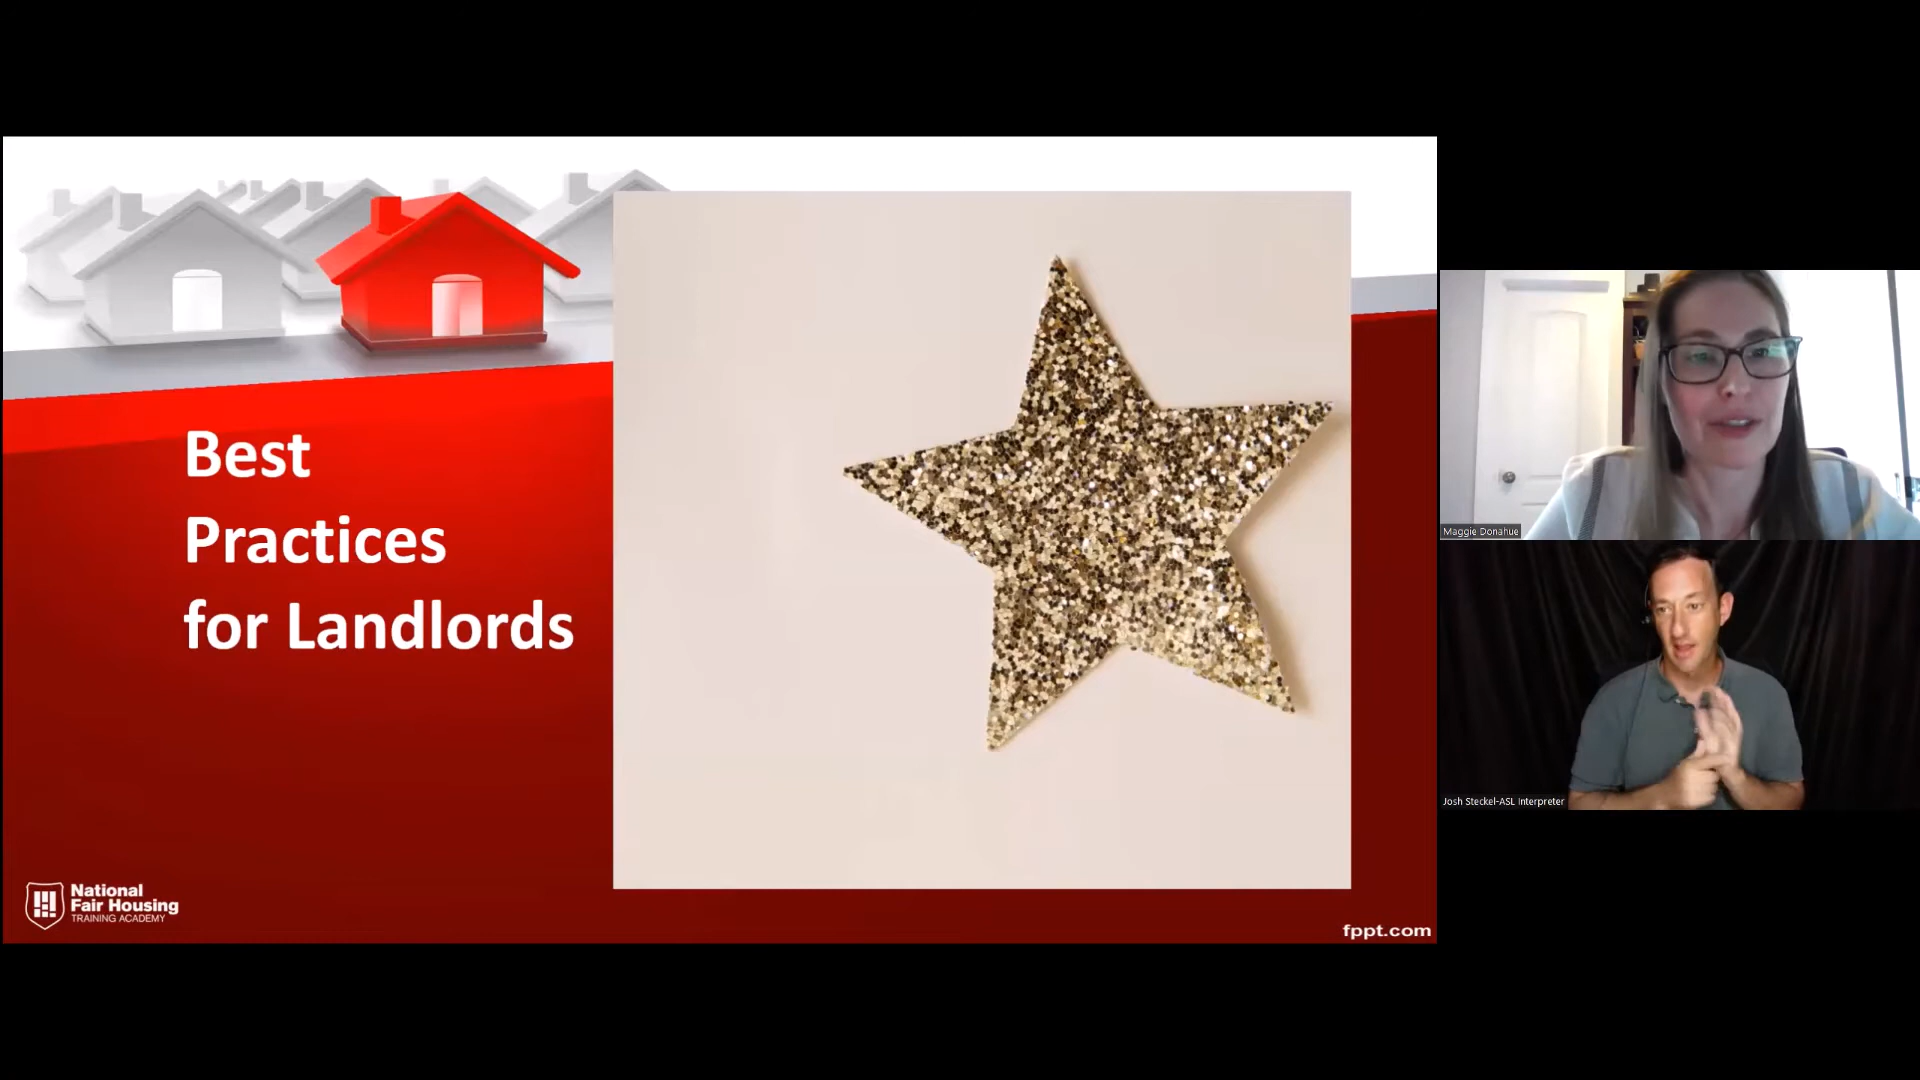 Best
Practices
for Landlords
National
Fair Housing
TRAINING ACADEMY
fppt.com
Maggie Donahue
Josh Steckel-ASL Interpreter